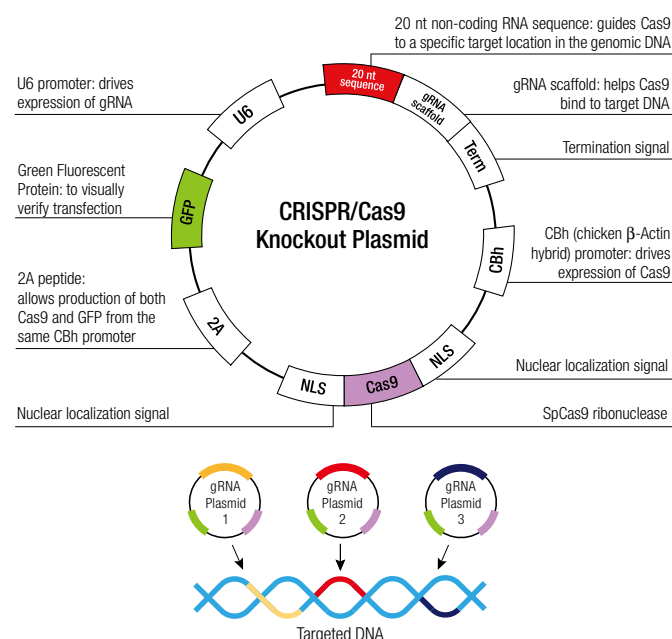 20 nt non-coding RNA sequence: guides Cas9
to a specific target location in the genomic DNA
U6 promoter: drives
expression of gRNA
20 nt
sequence
gRNA
scaffold
gRNA scaffold: helps Cas9
bind to target DNA
U6
Term
Termination signal
Green Fluorescent
Protein: to visually
verify transfection
GFP
CRISPR/Cas9
Knockout Plasmid
CBh
CBh (chicken β-Actin
hybrid) promoter: drives
expression of Cas9
2A peptide:
allows production of both
Cas9 and GFP from the
same CBh promoter
2A
NLS
Cas9
NLS
Nuclear localization signal
Nuclear localization signal
SpCas9 ribonuclease
gRNA
Plasmid
1
gRNA
Plasmid
2
gRNA
Plasmid
3
Targeted DNA